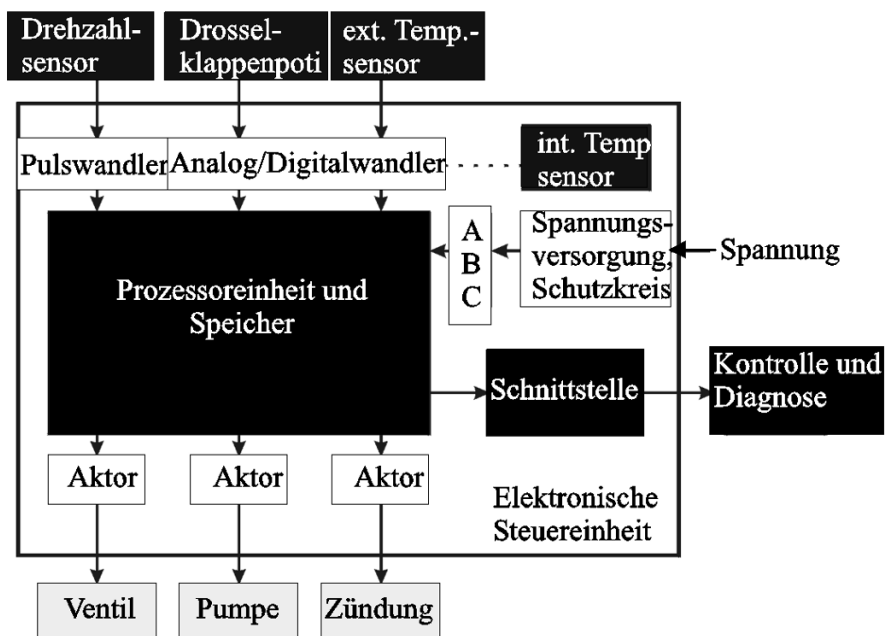 Drehzahl-
sensor
Drossel-
klappenpoti
ext. Temp.-
sensor
Pulswandler
Analog/Digitalwandler
int. Temp
sensor
Prozessoreinheit und
Speicher
A
B
C
Spannungs-
versorgung,
Schutzkreis
Spannung
Schnittstelle
Kontrolle und
Diagnose
Aktor
Aktor
Aktor
Elektronische
Steuereinheit
Ventil
Pumpe
Zündung